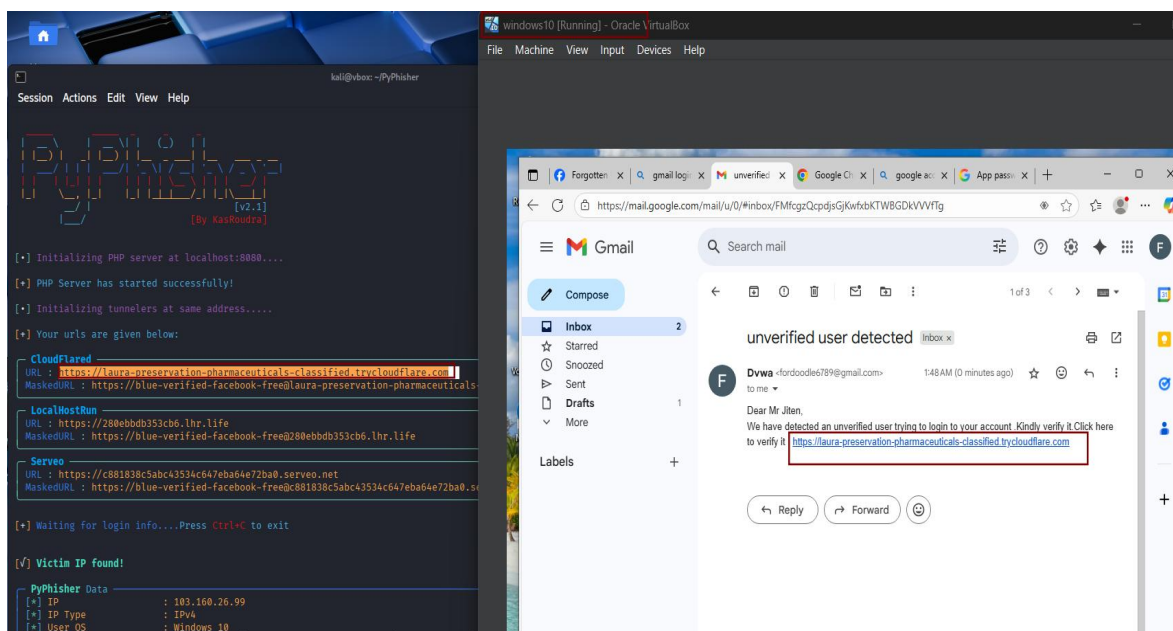 kali@vbox: ~/PyPhisher
Session Actions Edit View Help
[v2.1]
[By KasRoudra]
[•] Initializing PHP server at localhost:8080....
[+] PHP Server has started successfully!
[•] Initializing tunnelers at same address.....
[+] Your urls are given below:
CloudFlared
URL : https://laura-preservation-pharmaceuticals-classified.trycloudflare.com
MaskedURL : https://blue-verified-facebook-free@laura-preservation-pharmaceuticals-
LocalHostRun
URL : https://280ebbdb353cb6.lhr.life
MaskedURL : https://blue-verified-facebook-free@280ebbdb353cb6.lhr.life
Serveo
URL : https://c881838c5abc43534c647eba64e72ba0.serveo.net
MaskedURL : https://blue-verified-facebook-free@c881838c5abc43534c647eba64e72ba0.se
[+] Waiting for login info....Press Ctrl+C to exit
[√] Victim IP found!
PyPhisher Data
[*] IP : 103.160.26.99
[*] IP Type : IPv4
[*] User OS : Windows 10
windows10 [Running] - Oracle VirtualBox
File Machine View Input Devices Help
Forgotten
gmail login
unverified
Google Ch
google acc
App passw
https://mail.google.com/mail/u/0/#inbox/FMfcgzQcpdjsGjKwfxbKTWBGDkVVVfTg
Gmail
Search mail
F
Compose
Inbox 2
Starred
Snoozed
Sent
Drafts 1
More
Labels
1 of 3
31
unverified user detected Inbox x
F
Dvwa <fordoodle6789@gmail.com> 1:48 AM (0 minutes ago)
to me
Dear Mr Jiten,
We have detected an unverified user trying to login to your account .Kindly verify it.Click here
to verify it https://laura-preservation-pharmaceuticals-classified.trycloudflare.com
Reply Forward